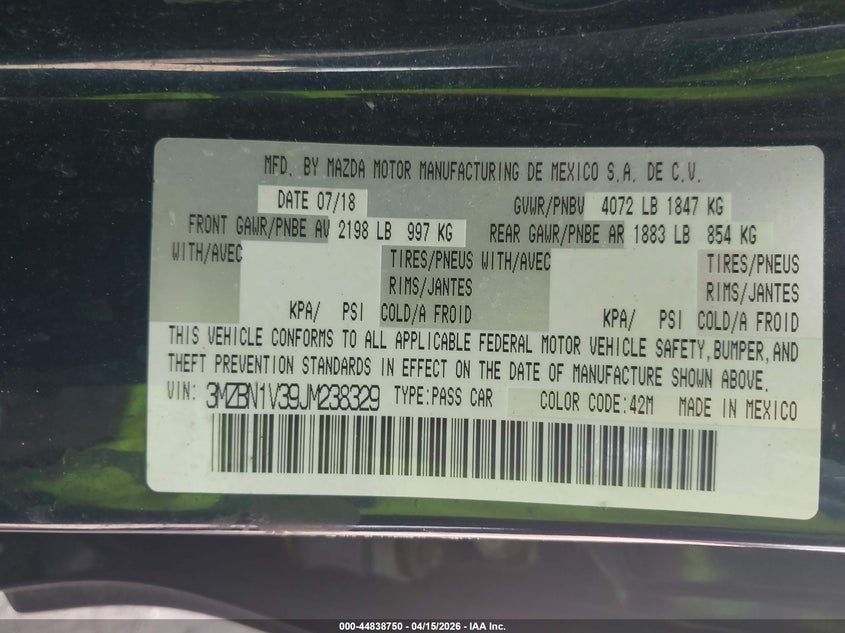 MFD. BY MAZDA MOTOR MANUFACTURING DE MEXICO S.A. DE C.V.
DATE 07/18 GVWR/PNBV 4072 LB 1847 KG
FRONT GAWR/PNBE AV 2198 LB 997 KG REAR GAWR/PNBE AR 1883 LB 854 KG
WITH/AVEC TIRES/PNEUS WITH/AVEC TIRES/PNEUS
RIMS/JANTES RIMS/JANTES
KPA/ PSI COLD/A FROID KPA/ PSI COLD/A FROID
THIS VEHICLE CONFORMS TO ALL APPLICABLE FEDERAL MOTOR VEHICLE SAFETY, BUMPER, AND
THEFT PREVENTION STANDARDS IN EFFECT ON THE DATE OF MANUFACTURE SHOWN ABOVE.
VIN: 3MZBN1V39JM238329 TYPE:PASS CAR COLOR CODE:42M MADE IN MEXICO
000-44838750 - 04/15/2026 - IAA Inc.